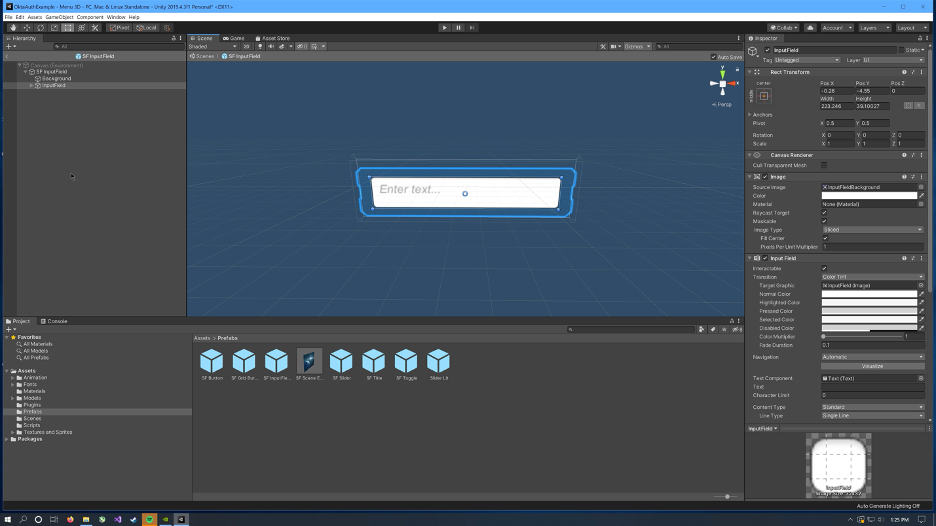 OktaAuthExample - Menu 3D - PC, Mac & Linux Standalone - Unity 2019.4.3f1 Personal* <DX11>
File Edit Assets GameObject Component Window Help
Pivot Local
Collab Account Layers Layout
Hierarchy
All
SF InputField
Canvas (Environment)
SF InputField
Background
InputField
Scene Game Asset Store
Shaded 2D Gizmos All
Scenes SF InputField Auto Save
y
x
Persp
Enter text...
Inspector
InputField Static
Tag Untagged Layer UI
Rect Transform
center Pos X Pos Y Pos Z
middle -0.28 -4.55 0
Width Height
223.246 39.10027
Anchors
Pivot X 0.5 Y 0.5
Rotation X 0 Y 0 Z 0
Scale X 1 Y 1 Z 1
Canvas Renderer
Cull Transparent Mesh
Image
Source Image InputFieldBackground
Color
Material None (Material)
Raycast Target
Maskable
Image Type Sliced
Fill Center
Pixels Per Unit Multiplier 1
Input Field
Interactable
Transition Color Tint
Target Graphic InputField (Image)
Normal Color
Highlighted Color
Pressed Color
Selected Color
Disabled Color
Color Multiplier 1
Fade Duration 0.1
Navigation Automatic
Visualize
Text Component Text (Text)
Text
Character Limit 0
Content Type Standard
Line Type Single Line
InputField
InputField
Project Console
Favorites
All Materials
All Models
All Prefabs
Assets
Animation
Fonts
Materials
Models
Plugins
Prefabs
Scenes
Scripts
Textures and Sprites
Packages
Assets > Prefabs
SF Button SF Grid But... SF InputFie... SF Scene E... SF Slider SF Title SF Toggle Slider Lit
Auto Generate Lighting Off
1:25 PM